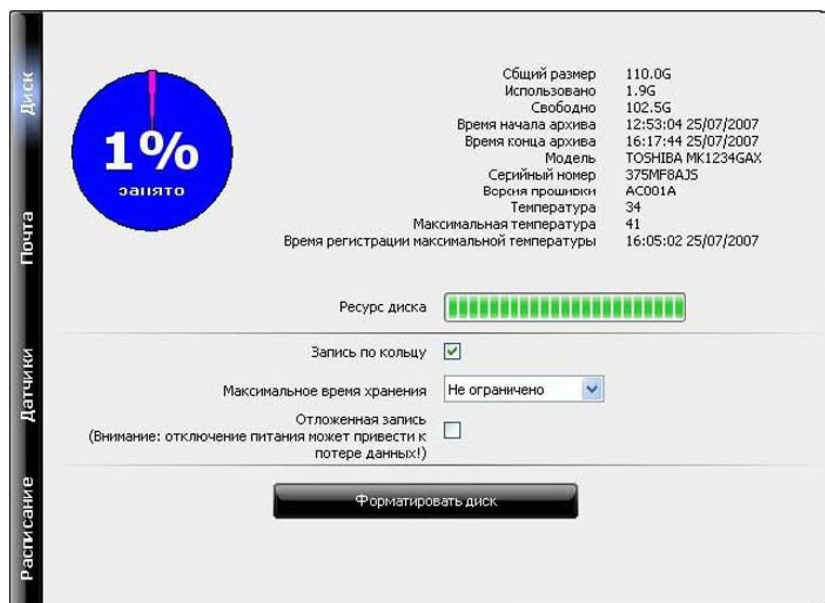 Диск
Почта
Датчики
Расписание
1%
занято
Общий размер 110.0G
Использовано 1.9G
Свободно 102.5G
Время начала архива 12:53:04 25/07/2007
Время конца архива 16:17:44 25/07/2007
Модель TOSHIBA MK1234GAX
Серийный номер 375MF8AJS
Версия прошивки AC001A
Температура 34
Максимальная температура 41
Время регистрации максимальной температуры 16:05:02 25/07/2007
Ресурс диска
Запись по кольцу
Максимальное время хранения Не ограничено
Отложенная запись
(Внимание: отключение питания может привести к
потере данных!)
Форматировать диск